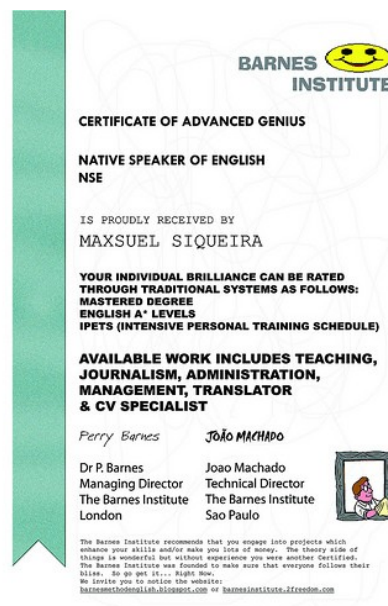 BARNES
INSTITUTE
CERTIFICATE OF ADVANCED GENIUS
NATIVE SPEAKER OF ENGLISH
NSE
IS PROUDLY RECEIVED BY
MAXSUEL SIQUEIRA
YOUR INDIVIDUAL BRILLIANCE CAN BE RATED
THROUGH TRADITIONAL SYSTEMS AS FOLLOWS:
MASTERED DEGREE
ENGLISH A* LEVELS
IPETS (INTENSIVE PERSONAL TRAINING SCHEDULE)
AVAILABLE WORK INCLUDES TEACHING,
JOURNALISM, ADMINISTRATION,
MANAGEMENT, TRANSLATOR
& CV SPECIALIST
Perry Barnes JOÃO MACHADO
Dr P. Barnes Joao Machado
Managing Director Technical Director
The Barnes Institute The Barnes Institute
London Sao Paulo
The Barnes Institute recommends that you engage into projects which
enhance your skills and/or make you lots of money. The theory side of
things is wonderful but without experience you were another Certified.
The Barnes Institute was founded to make sure that everyone follows their
bliss. So go get it... Right Now.
We invite you to notice the website:
barnesmethodenglish.blogspot.com or barnesinstitute.2freedom.com